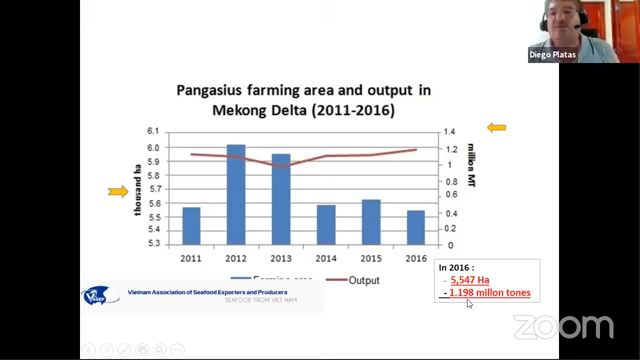 Diego Platas
Pangasius farming area and output in
Mekong Delta (2011-2016)
6.1
6.0
5.9
5.8
5.7
5.6
5.5
5.4
5.3
thousand ha
1.4
1.2
1
0.8
0.6
0.4
0.2
0
million MT
2011 2012 2013 2014 2015 2016
Farming area Output
In 2016 :
- 5,547 Ha
- 1.198 millon tones
VASEP
Vietnam Association of Seafood Exporters and Producers
SEAFOOD FROM VIET NAM
zoom